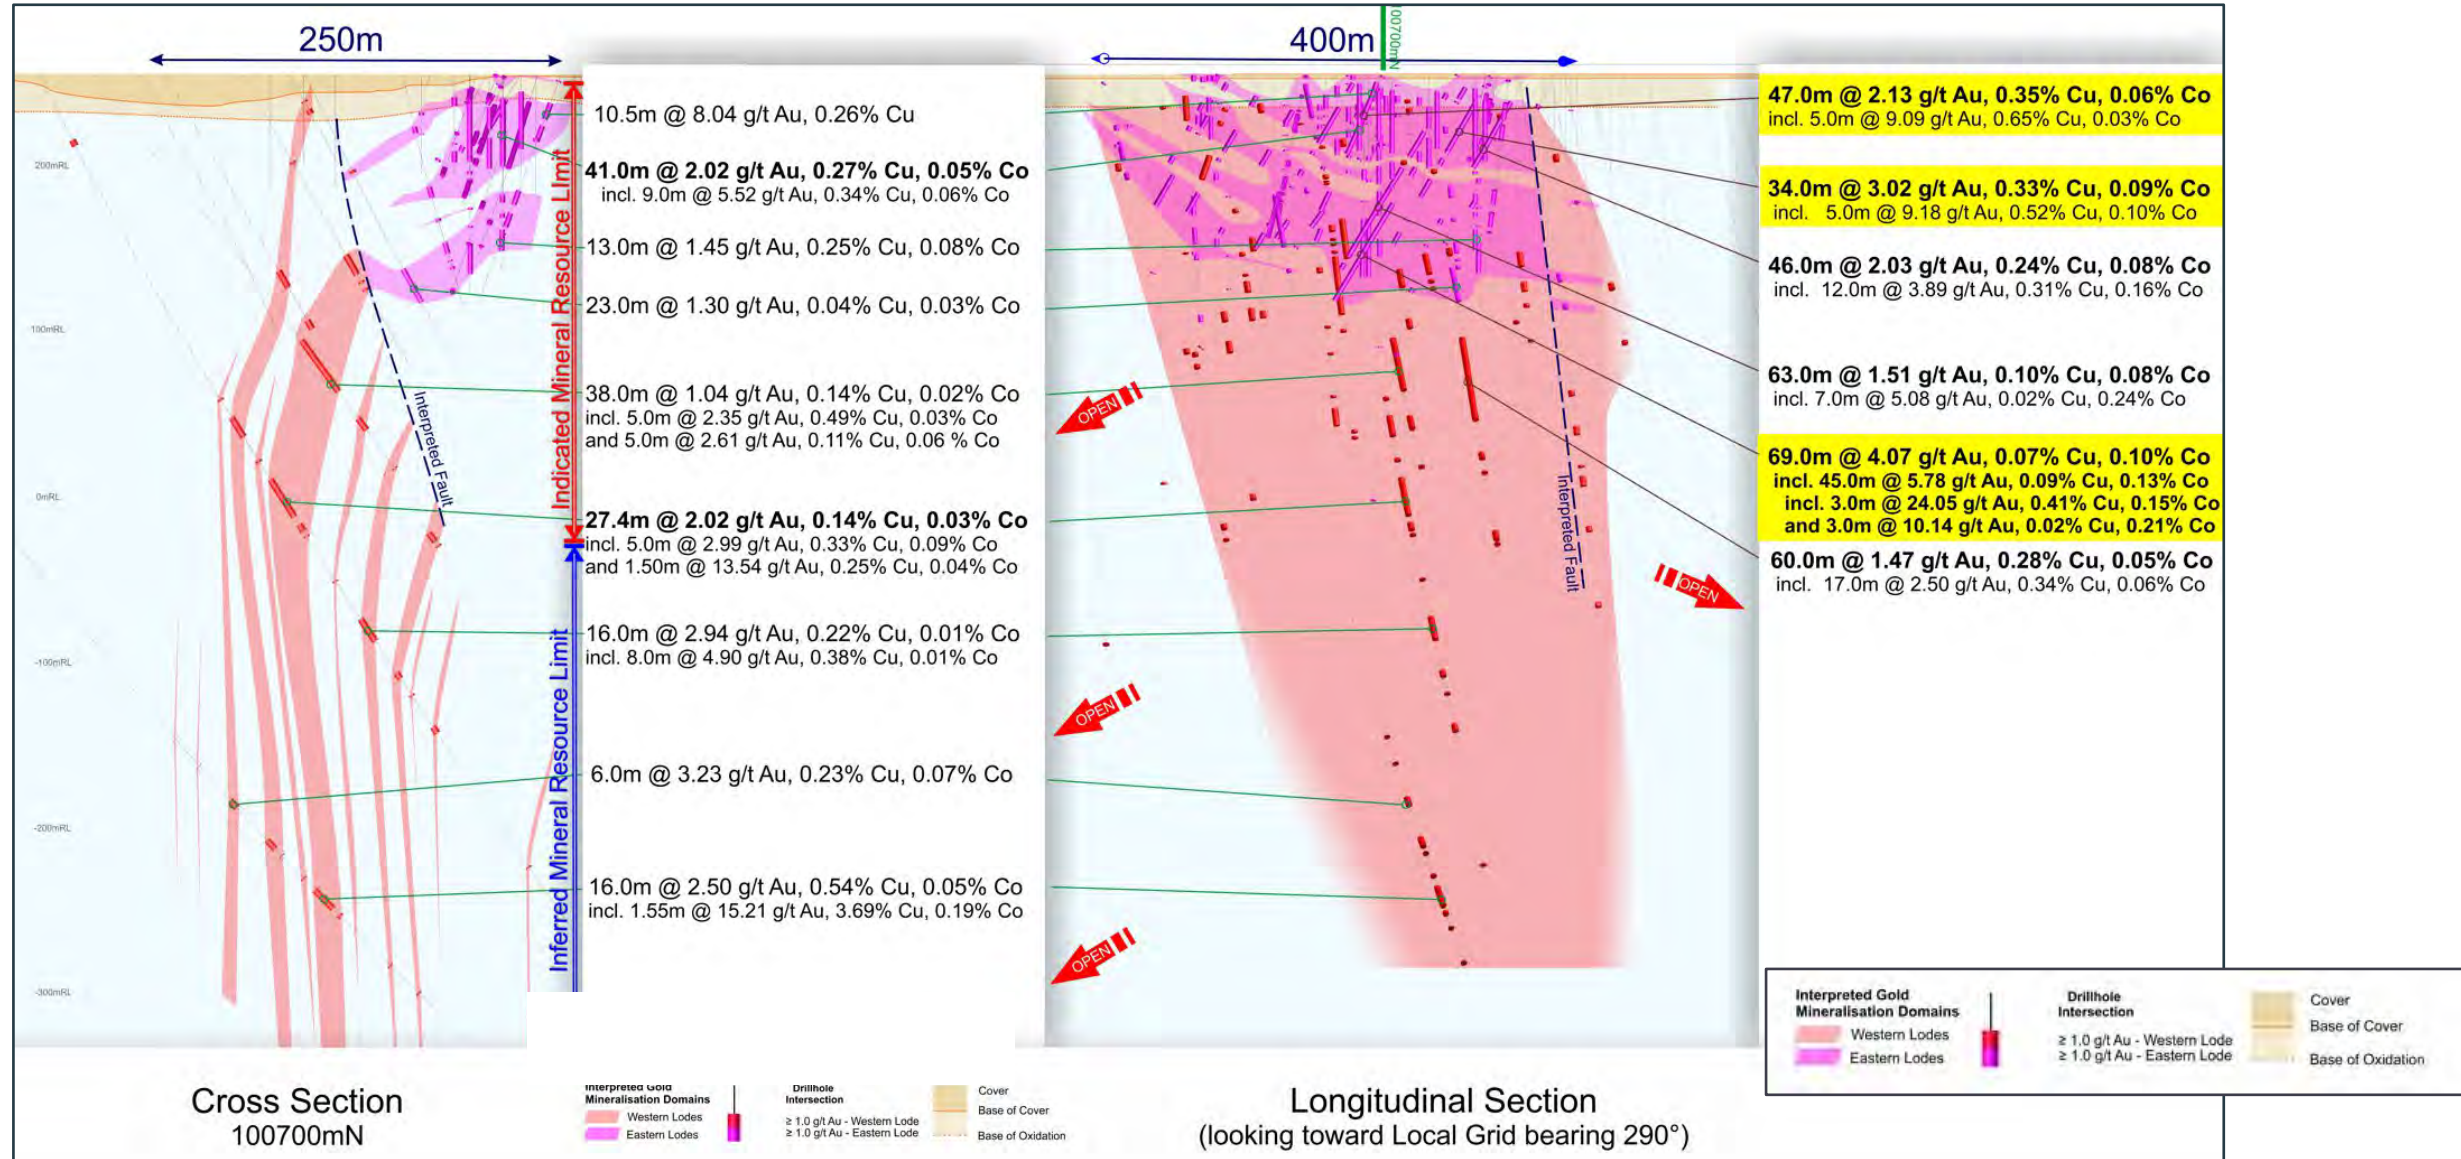 250m
400m
100700mN
200mRL
100mRL
0mRL
-100mRL
-200mRL
-300mRL
Interpreted Fault
Indicated Mineral Resource Limit
Inferred Mineral Resource Limit
10.5m @ 8.04 g/t Au, 0.26% Cu
41.0m @ 2.02 g/t Au, 0.27% Cu, 0.05% Co
incl. 9.0m @ 5.52 g/t Au, 0.34% Cu, 0.06% Co
13.0m @ 1.45 g/t Au, 0.25% Cu, 0.08% Co
23.0m @ 1.30 g/t Au, 0.04% Cu, 0.03% Co
38.0m @ 1.04 g/t Au, 0.14% Cu, 0.02% Co
incl. 5.0m @ 2.35 g/t Au, 0.49% Cu, 0.03% Co
and 5.0m @ 2.61 g/t Au, 0.11% Cu, 0.06 % Co
27.4m @ 2.02 g/t Au, 0.14% Cu, 0.03% Co
incl. 5.0m @ 2.99 g/t Au, 0.33% Cu, 0.09% Co
and 1.50m @ 13.54 g/t Au, 0.25% Cu, 0.04% Co
16.0m @ 2.94 g/t Au, 0.22% Cu, 0.01% Co
incl. 8.0m @ 4.90 g/t Au, 0.38% Cu, 0.01% Co
6.0m @ 3.23 g/t Au, 0.23% Cu, 0.07% Co
16.0m @ 2.50 g/t Au, 0.54% Cu, 0.05% Co
incl. 1.55m @ 15.21 g/t Au, 3.69% Cu, 0.19% Co
OPEN
OPEN
OPEN
Interpreted Fault
OPEN
47.0m @ 2.13 g/t Au, 0.35% Cu, 0.06% Co
incl. 5.0m @ 9.09 g/t Au, 0.65% Cu, 0.03% Co
34.0m @ 3.02 g/t Au, 0.33% Cu, 0.09% Co
incl. 5.0m @ 9.18 g/t Au, 0.52% Cu, 0.10% Co
46.0m @ 2.03 g/t Au, 0.24% Cu, 0.08% Co
incl. 12.0m @ 3.89 g/t Au, 0.31% Cu, 0.16% Co
63.0m @ 1.51 g/t Au, 0.10% Cu, 0.08% Co
incl. 7.0m @ 5.08 g/t Au, 0.02% Cu, 0.24% Co
69.0m @ 4.07 g/t Au, 0.07% Cu, 0.10% Co
incl. 45.0m @ 5.78 g/t Au, 0.09% Cu, 0.13% Co
incl. 3.0m @ 24.05 g/t Au, 0.41% Cu, 0.15% Co
and 3.0m @ 10.14 g/t Au, 0.02% Cu, 0.21% Co
60.0m @ 1.47 g/t Au, 0.28% Cu, 0.05% Co
incl. 17.0m @ 2.50 g/t Au, 0.34% Cu, 0.06% Co
Interpreted Gold
Mineralisation Domains
Western Lodes
Eastern Lodes
Drillhole
Intersection
≥ 1.0 g/t Au - Western Lode
≥ 1.0 g/t Au - Eastern Lode
Cover
Base of Cover
Base of Oxidation
Cross Section
100700mN
Interpreted Gold
Mineralisation Domains
Western Lodes
Eastern Lodes
Drillhole
Intersection
≥ 1.0 g/t Au - Western Lode
≥ 1.0 g/t Au - Eastern Lode
Cover
Base of Cover
Base of Oxidation
Longitudinal Section
(looking toward Local Grid bearing 290°)